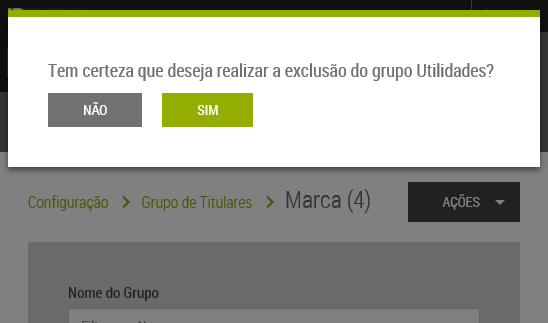 Tem certeza que deseja realizar a exclusão do grupo Utilidades?
NÃO SIM
Configuração Grupo de Titulares Marca (4) AÇÕES
Nome do Grupo